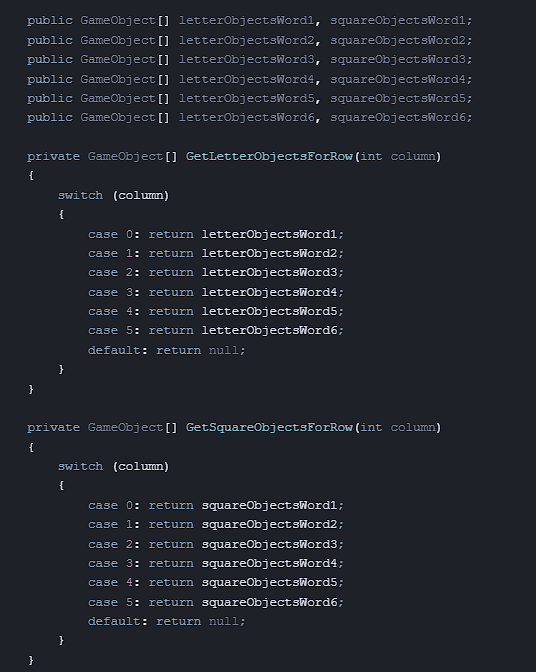 public GameObject[] letterObjectsWord1, squareObjectsWord1;
public GameObject[] letterObjectsWord2, squareObjectsWord2;
public GameObject[] letterObjectsWord3, squareObjectsWord3;
public GameObject[] letterObjectsWord4, squareObjectsWord4;
public GameObject[] letterObjectsWord5, squareObjectsWord5;
public GameObject[] letterObjectsWord6, squareObjectsWord6;

private GameObject[] GetLetterObjectsForRow(int column)
{
    switch (column)
    {
        case 0: return letterObjectsWord1;
        case 1: return letterObjectsWord2;
        case 2: return letterObjectsWord3;
        case 3: return letterObjectsWord4;
        case 4: return letterObjectsWord5;
        case 5: return letterObjectsWord6;
        default: return null;
    }
}

private GameObject[] GetSquareObjectsForRow(int column)
{
    switch (column)
    {
        case 0: return squareObjectsWord1;
        case 1: return squareObjectsWord2;
        case 2: return squareObjectsWord3;
        case 3: return squareObjectsWord4;
        case 4: return squareObjectsWord5;
        case 5: return squareObjectsWord6;
        default: return null;
    }
}